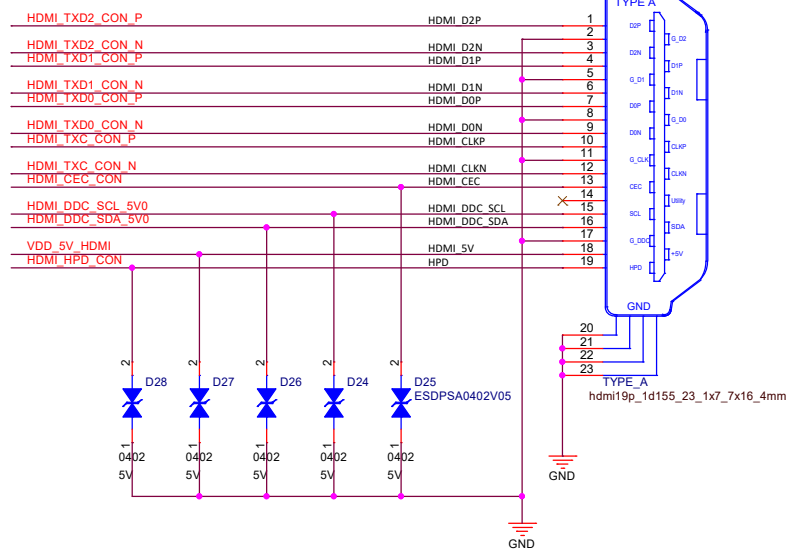 TYPE A
HDMI_TXD2_CON_P HDMI_D2P 1 D2P
2 G_D2
HDMI_TXD2_CON_N HDMI_D2N 3 D2N
HDMI_TXD1_CON_P HDMI_D1P 4 D1P
5 G_D1
HDMI_TXD1_CON_N HDMI_D1N 6 D1N
HDMI_TXD0_CON_P HDMI_D0P 7 D0P
8 G_D0
HDMI_TXD0_CON_N HDMI_D0N 9 D0N
HDMI_TXC_CON_P HDMI_CLKP 10 CLKP
11 G_CLK
HDMI_TXC_CON_N HDMI_CLKN 12 CLKN
HDMI_CEC_CON HDMI_CEC 13 CEC
14 Utility
HDMI_DDC_SCL_5V0 HDMI_DDC_SCL 15 SCL
HDMI_DDC_SDA_5V0 HDMI_DDC_SDA 16 SDA
17 G_DDC
VDD_5V_HDMI HDMI_5V 18 +5V
HDMI_HPD_CON HPD 19 HPD
GND
20
21
22
23
TYPE_A
hdmi19p_1d155_23_1x7_7x16_4mm
2 2 2 2 2
D28 D27 D26 D24 D25
ESDPSA0402V05
1 1 1 1 1
0402 0402 0402 0402 0402
5V 5V 5V 5V 5V
GND
GND